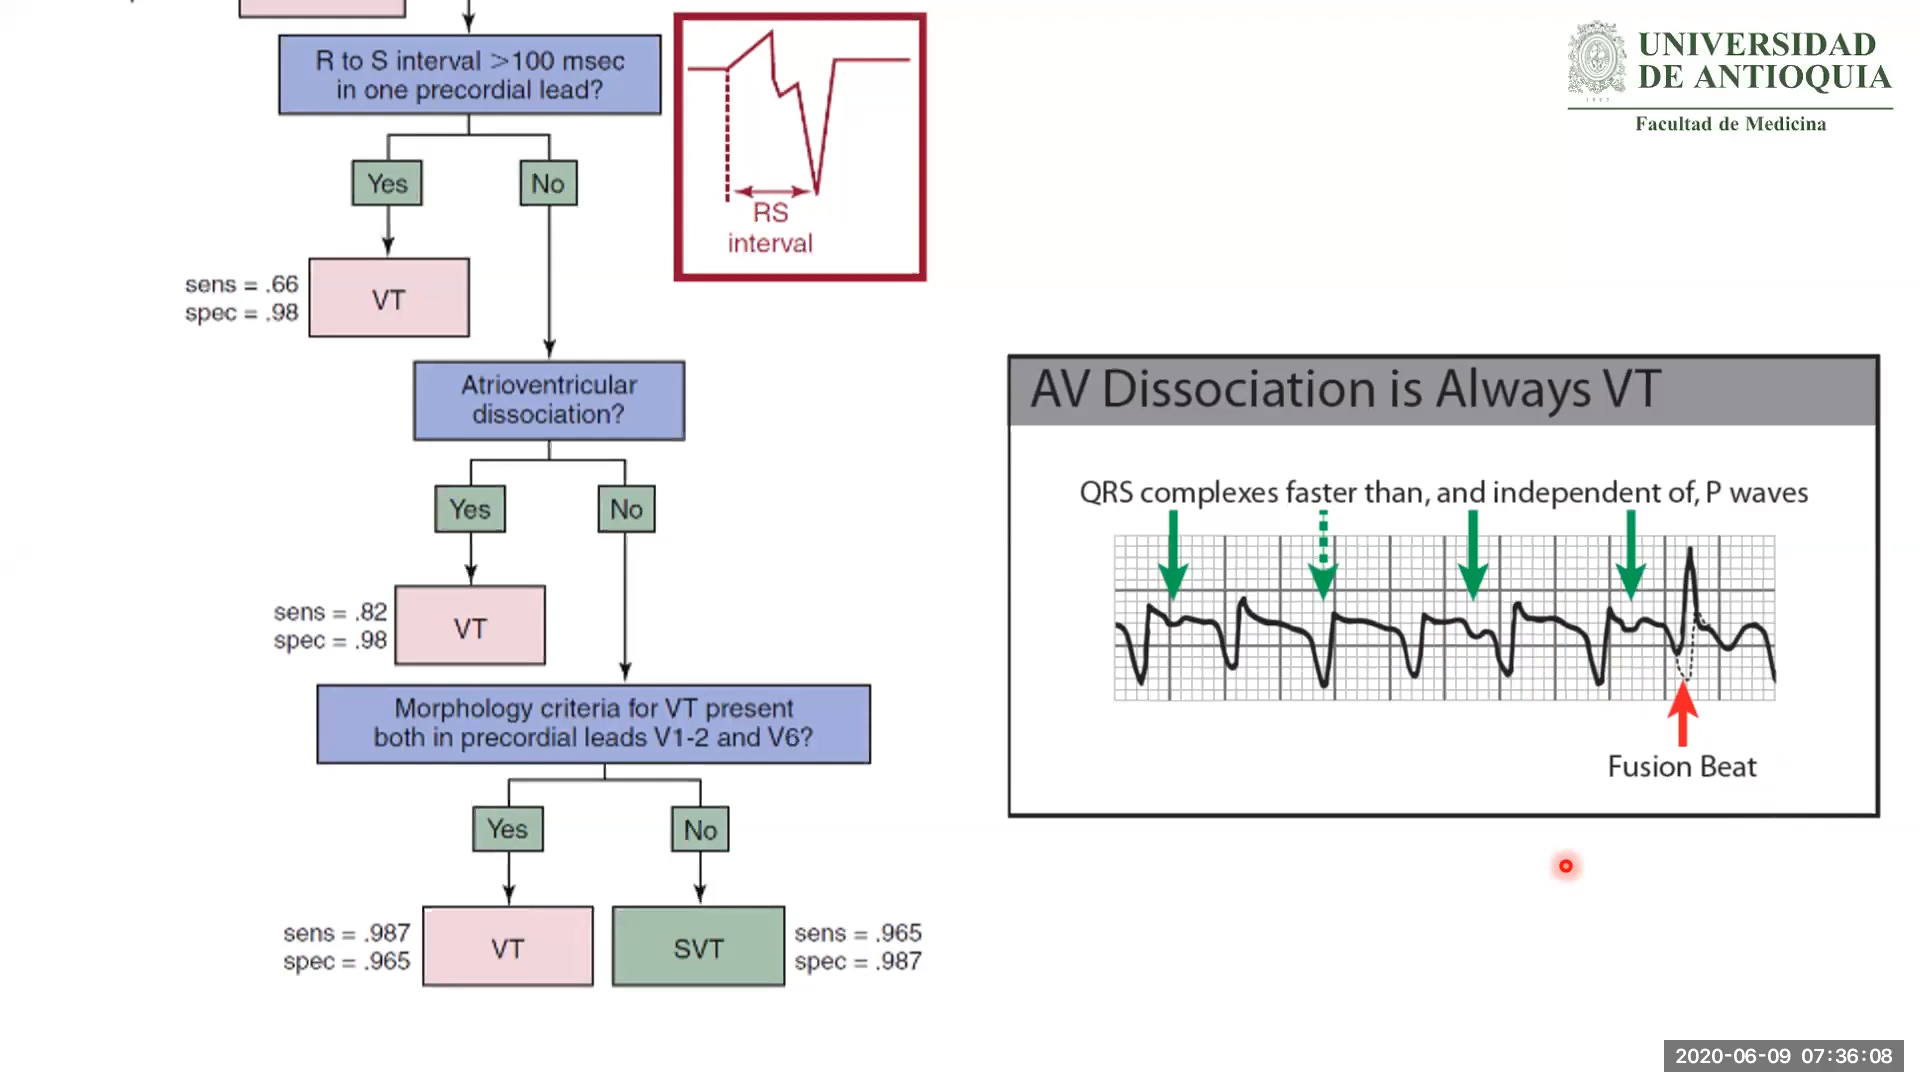 R to S interval >100 msec
in one precordial lead?
Yes
No
sens = .66
spec = .98
VT
RS
interval
Atrioventricular
dissociation?
Yes
No
sens = .82
spec = .98
VT
Morphology criteria for VT present
both in precordial leads V1-2 and V6?
Yes
No
sens = .987
spec = .965
VT
SVT
sens = .965
spec = .987
UNIVERSIDAD
DE ANTIOQUIA
Facultad de Medicina
AV Dissociation is Always VT
QRS complexes faster than, and independent of, P waves
Fusion Beat
2020-06-09 07:36:08